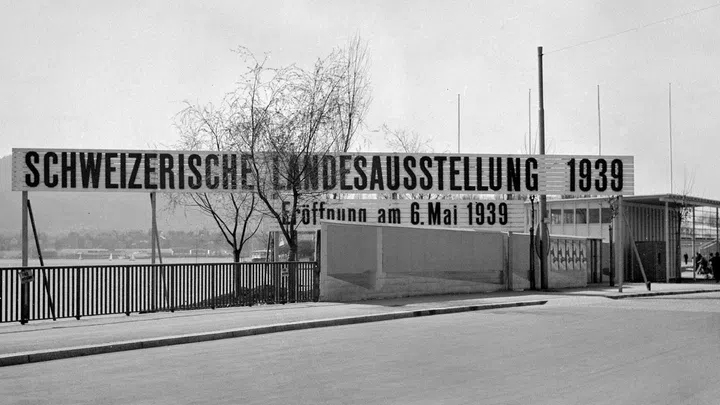 SCHWEIZERISCHE LANDESAUSSTELLUNG 1939
Eröffnung am 6. Mai 1939